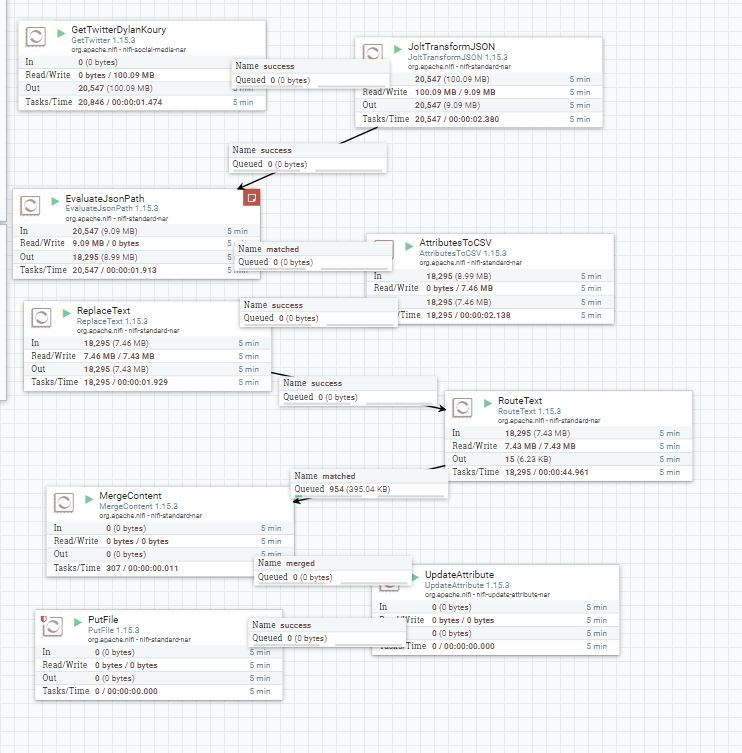 GetTwitterDylanKoury
GetTwitter 1.15.3
org.apache.nifi - nifi-social-media-nar
In 0 (0 bytes) 5 min
Read/Write 0 bytes / 100.09 MB
Out 20,547 (100.09 MB)
Tasks/Time 20,846 / 00:00:01.474 5 min
Name success
Queued 0 (0 bytes)
JoltTransformJSON
JoltTransformJSON 1.15.3
org.apache.nifi - nifi-standard-nar
20,547 (100.09 MB) 5 min
Read/Write 100.09 MB / 9.09 MB 5 min
Out 20,547 (9.09 MB) 5 min
Tasks/Time 20,547 / 00:00:02.380 5 min
Name success
Queued 0 (0 bytes)
EvaluateJsonPath
EvaluateJsonPath 1.15.3
org.apache.nifi - nifi-standard-nar
In 20,547 (9.09 MB) 5 min
Read/Write 9.09 MB / 0 bytes 5
Out 18,295 (8.99 MB) 5
Tasks/Time 20,547 / 00:00:01.913 5 min
Name matched
Queued 0 (0 bytes)
AttributesToCSV
AttributesToCSV 1.15.3
org.apache.nifi - nifi-standard-nar
In 18,295 (8.99 MB) 5 min
Read/Write 0 bytes / 7.46 MB 5 min
18,295 (7.46 MB) 5 min
/Time 18,295 / 00:00:02.138 5 min
Name success
Queued 0 (0 bytes)
ReplaceText
ReplaceText 1.15.3
org.apache.nifi - nifi-standard-nar
In 18,295 (7.46 MB) 5 min
Read/Write 7.46 MB / 7.43 MB 5 min
Out 18,295 (7.43 MB) 5 min
Tasks/Time 18,295 / 00:00:01.929 5 min
Name success
Queued 0 (0 bytes)
RouteText
RouteText 1.15.3
org.apache.nifi - nifi-standard-nar
In 18,295 (7.43 MB) 5 min
Read/Write 7.43 MB / 7.43 MB 5 min
Out 15 (6.23 KB) 5 min
Tasks/Time 18,295 / 00:00:44.961 5 min
Name matched
Queued 954 (395.04 KB)
MergeContent
MergeContent 1.15.3
org.apache.nifi - nifi-standard-nar
In 0 (0 bytes) 5 min
Read/Write 0 bytes / 0 bytes 5 min
Out 0 (0 bytes) 5 min
Tasks/Time 307 / 00:00:00.011
Name merged
Queued 0 (0 bytes)
UpdateAttribute
UpdateAttribute 1.15.3
org.apache.nifi - nifi-update-attribute-nar
In 0 (0 bytes) 5 min
Read/Write 0 bytes / 0 bytes 5 min
0 (0 bytes) 5 min
Tasks/Time 0 / 00:00:00.000 5 min
Name success
Queued 0 (0 bytes)
PutFile
PutFile 1.15.3
org.apache.nifi - nifi-standard-nar
In 0 (0 bytes) 5 min
Read/Write 0 bytes / 0 bytes 5 min
Out 0 (0 bytes) 5 min
Tasks/Time 0 / 00:00:00.000 5 min